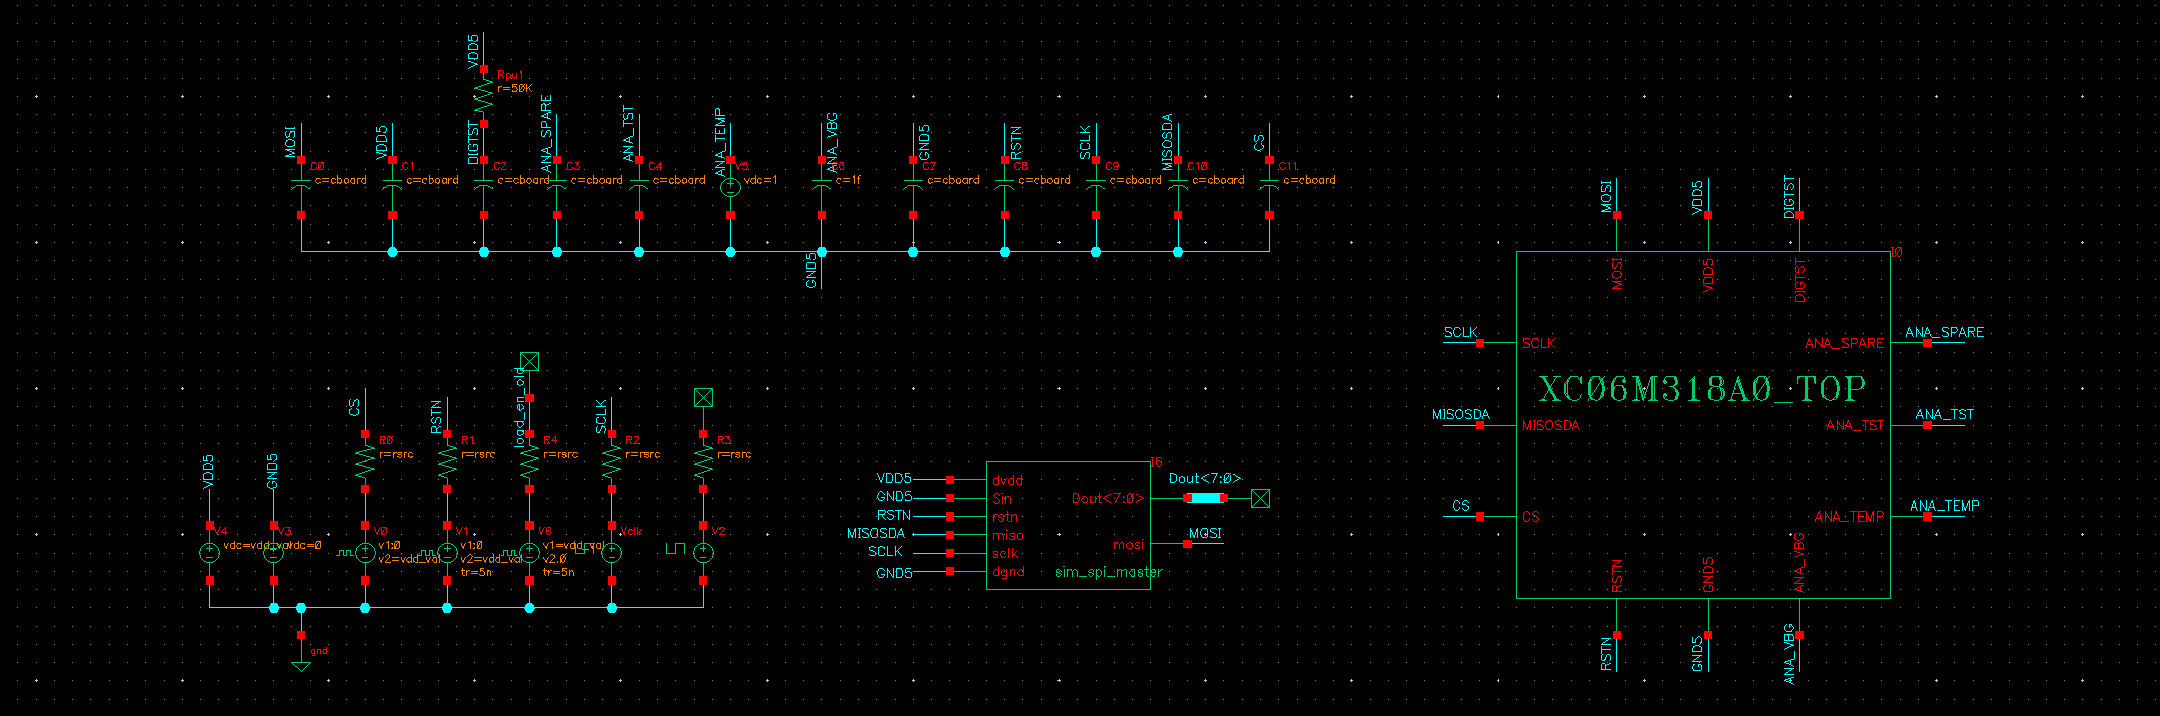 VDD5
Rpu1
r=50K
MOSI
VDD5
DIGTST
ANA_SPARE
ANA_TST
ANA_TEMP
ANA_VBG
GND5
RSTN
SCLK
MISOSDA
CS
C0
C1
C2
C3
C4
V5
C7
C8
C9
C10
C11
c=cboard
c=cboard
c=cboard
c=cboard
c=cboard
vdc=1
c=1f
c=cboard
c=cboard
c=cboard
c=cboard
c=cboard
GND5
MOSI
VDD5
DIGTST
I0
MOSI
VDD5
DIGTST
SCLK
SCLK
ANA_SPARE
ANA_SPARE
XC06M318A0_TOP
MISOSDA
MISOSDA
ANA_TST
ANA_TST
CS
CS
ANA_TEMP
ANA_TEMP
RSTN
GND5
ANA_VBG
RSTN
GND5
ANA_VBG
VDD5
GND5
CS
RSTN
load_en_old
SCLK
R0
R1
R4
R2
R3
r=rsrc
r=rsrc
r=rsrc
r=rsrc
r=rsrc
V4
V3
V0
V1
V6
Vclk
V2
vdc=vdd_val
vdc=0
v1:0
v2=vdd_val
v1:0
v2=vdd_val
tr=5n
v1=vdd_val
v2:0
tr=5n
gnd
I6
VDD5
dvdd
GND5
Sin
RSTN
rstn
MISOSDA
miso
SCLK
sclk
GND5
dgnd
Dout<7:0>
Dout<7:0>
mosi
MOSI
sim_spi_master